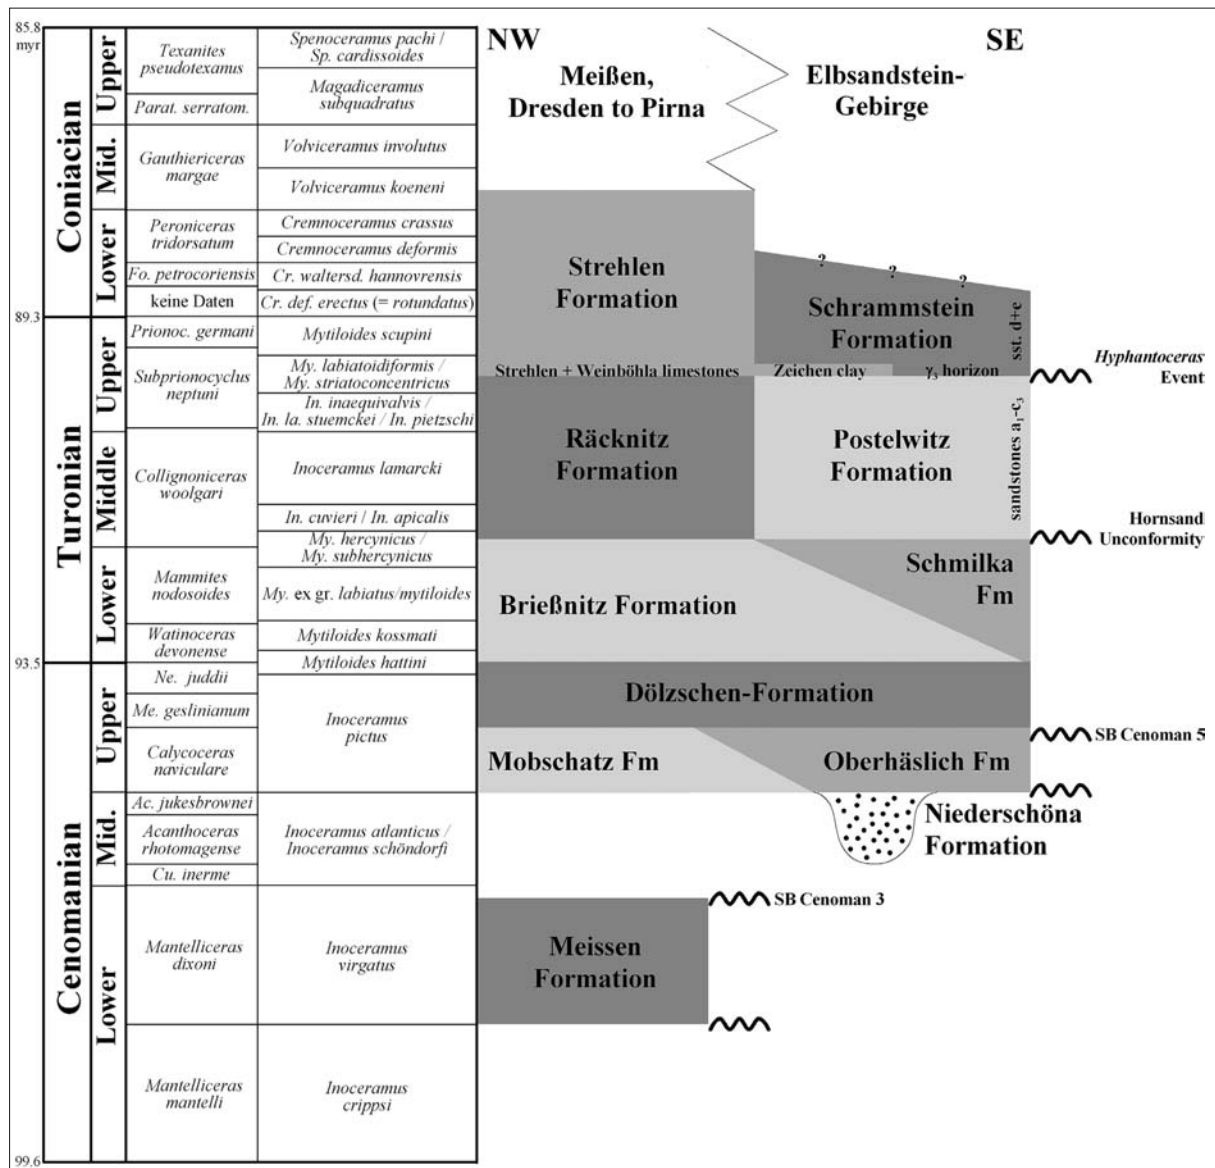 85.8
myr
89.3
93.5
99.6
Coniacian
Turonian
Cenomanian
Upper
Mid.
Lower
Upper
Middle
Lower
Upper
Mid.
Lower
Texanites
pseudotexanus
Parat. serratom.
Gauthiericeras
margae
Peroniceras
tridorsatum
Fo. petrocoriensis
keine Daten
Prionoc. germani
Subprionocyclus
neptuni
Collignoniceras
woolgari
Mammites
nodosoides
Watinoceras
devonense
Ne. juddii
Me. geslinianum
Calycoceras
naviculare
Ac. jukesbrownei
Acanthoceras
rhotomagense
Cu. inerme
Mantelliceras
dixoni
Mantelliceras
mantelli
Spenoceramus pachi /
Sp. cardissoides
Magadiceramus
subquadratus
Volviceramus involutus
Volviceramus koeneni
Cremnoceramus crassus
Cremnoceramus deformis
Cr. waltersd. hannovrensis
Cr. def. erectus (= rotundatus)
Mytiloides scupini
My. labiatoidiformis /
My. striatoconcentricus
In. inaequivalvis /
In. la. stuemckei / In. pietzschi
Inoceramus lamarcki
In. cuvieri / In. apicalis
My. hercynicus /
My. subhercynicus
My. ex gr. labiatus/mytiloides
Mytiloides kossmati
Mytiloides hattini
Inoceramus
pictus
Inoceramus atlanticus /
Inoceramus schöndorfi
Inoceramus
virgatus
Inoceramus
crippsi
NW
SE
Meißen,
Dresden to Pirna
Elbsandstein-
Gebirge
Strehlen
Formation
? ? ?
Schrammstein
Formation
sst. d+e
Strehlen + Weinböhla limestones
Zeichen clay
γ3 horizon
Hyphantoceras
Event
Räcknitz
Formation
Postelwitz
Formation
sandstones a1-c3
Hornsand
Unconformity
Schmilka
Fm
Brießnitz Formation
Dölzschen-Formation
SB Cenoman 5
Mobschatz Fm
Oberhäslich Fm
Niederschöna
Formation
SB Cenoman 3
Meissen
Formation